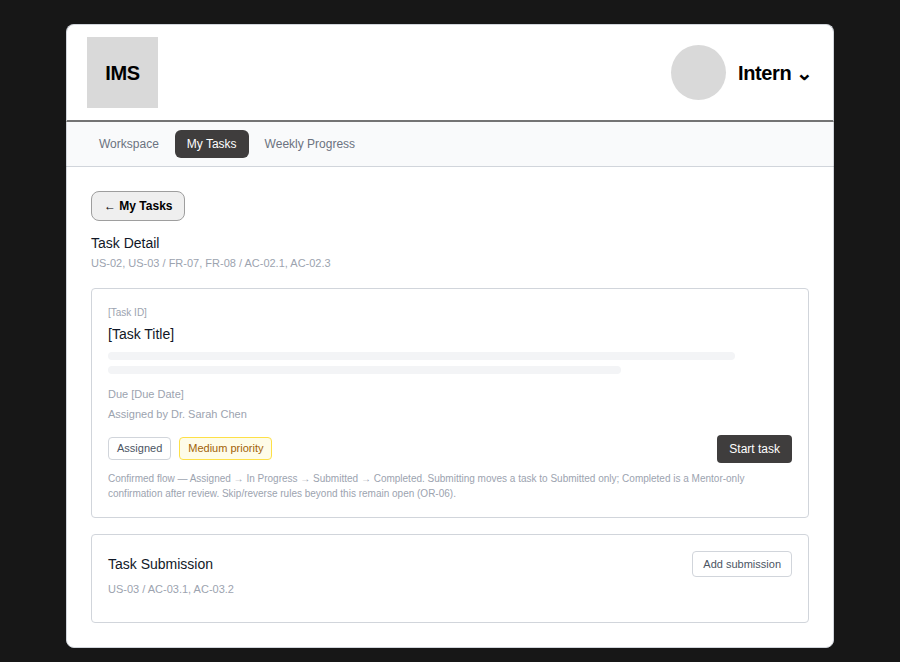 IMS
Intern
Workspace
My Tasks
Weekly Progress
← My Tasks
Task Detail
US-02, US-03 / FR-07, FR-08 / AC-02.1, AC-02.3
[Task ID]
[Task Title]
Due [Due Date]
Assigned by Dr. Sarah Chen
Assigned
Medium priority
Start task
Confirmed flow — Assigned → In Progress → Submitted → Completed. Submitting moves a task to Submitted only; Completed is a Mentor-only
confirmation after review. Skip/reverse rules beyond this remain open (OR-06).
Task Submission
Add submission
US-03 / AC-03.1, AC-03.2